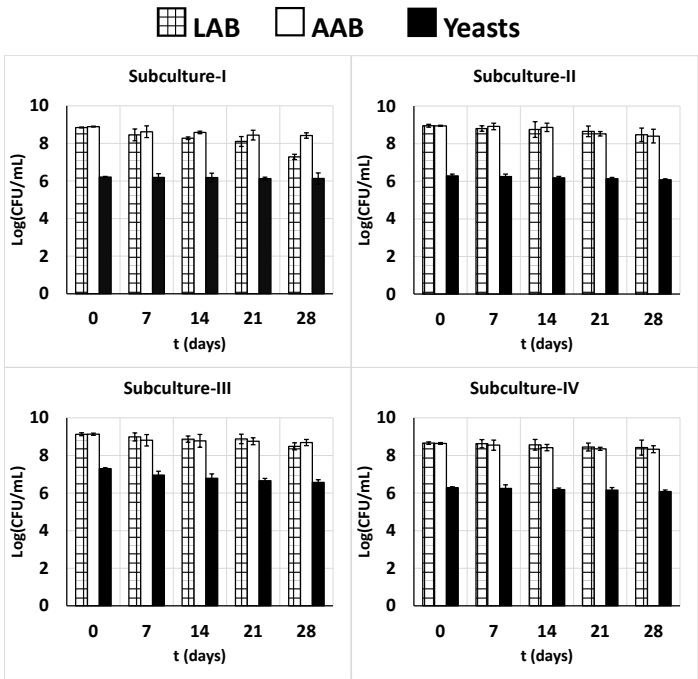 LAB AAB Yeasts
Subculture-I
Log(CFU/mL)
10
8
6
4
2
0
0 7 14 21 28
t (days)
Subculture-II
Log(CFU/mL)
10
8
6
4
2
0
0 7 14 21 28
t (days)
Subculture-III
Log(CFU/mL)
10
8
6
4
2
0
0 7 14 21 28
t (days)
Subculture-IV
Log(CFU/mL)
10
8
6
4
2
0
0 7 14 21 28
t (days)